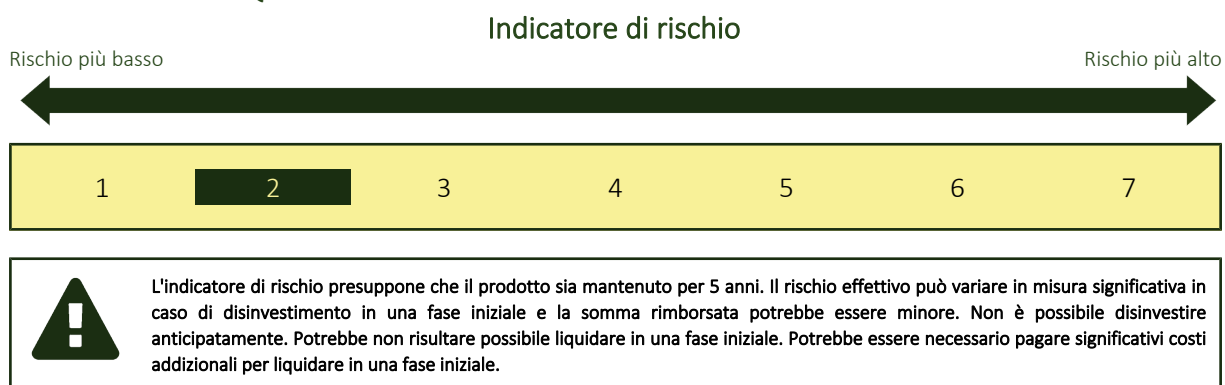 Indicatore di rischio
Rischio più basso
Rischio più alto
1 2 3 4 5 6 7
L'indicatore di rischio presuppone che il prodotto sia mantenuto per 5 anni. Il rischio effettivo può variare in misura significativa in
caso di disinvestimento in una fase iniziale e la somma rimborsata potrebbe essere minore. Non è possibile disinvestire
anticipatamente. Potrebbe non risultare possibile liquidare in una fase iniziale. Potrebbe essere necessario pagare significativi costi
addizionali per liquidare in una fase iniziale.